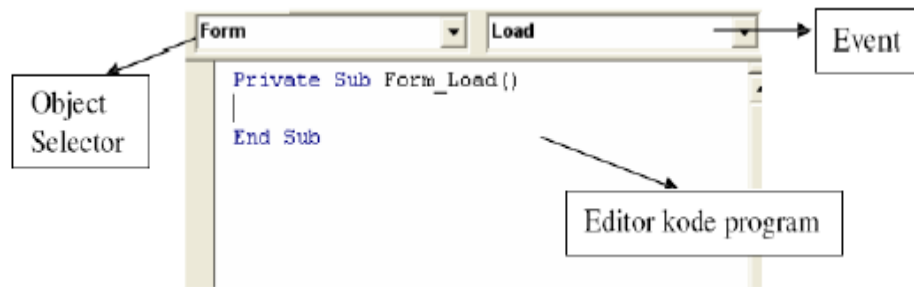 Form
Load
Event
Private Sub Form_Load()
End Sub
Object
Selector
Editor kode program